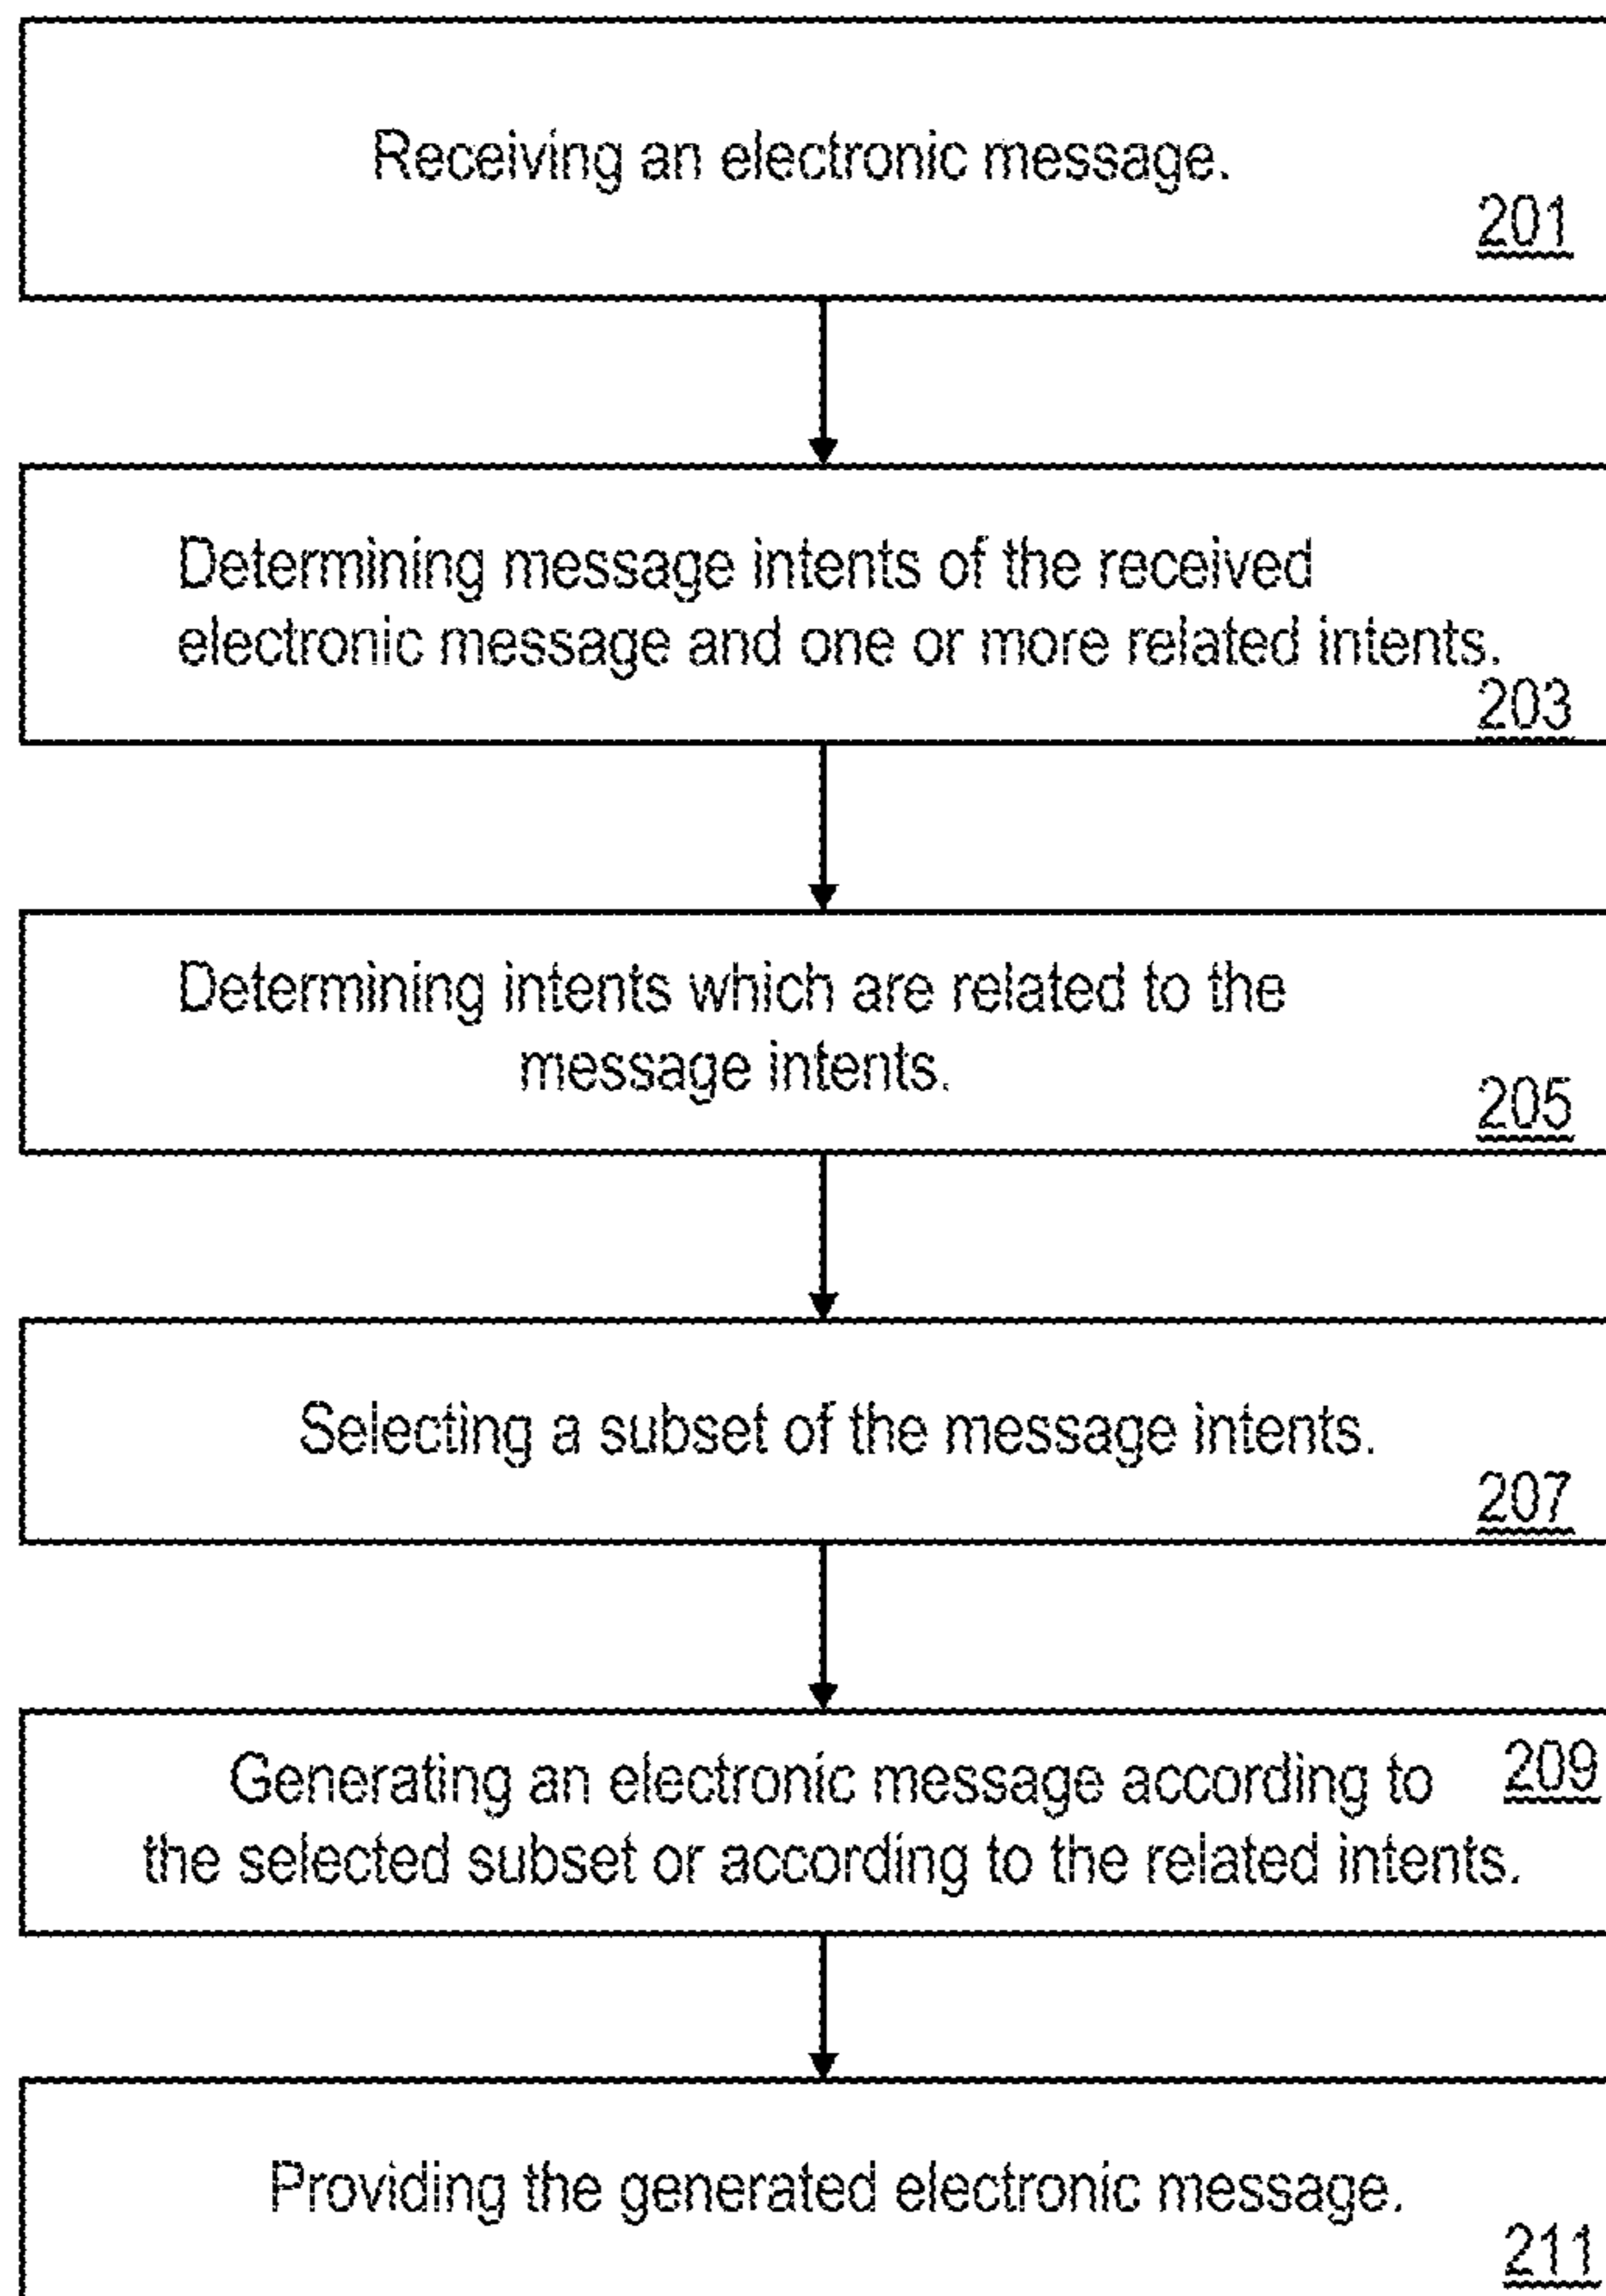 Receiving an electronic message.
201
Determining message intents of the received
electronic message and one or more related intents.
203
Determining intents which are related to the
message intents.
205
Selecting a subset of the message intents.
207
Generating an electronic message according to
209
the selected subset or according to the related intents.
Providing the generated electronic message.
211